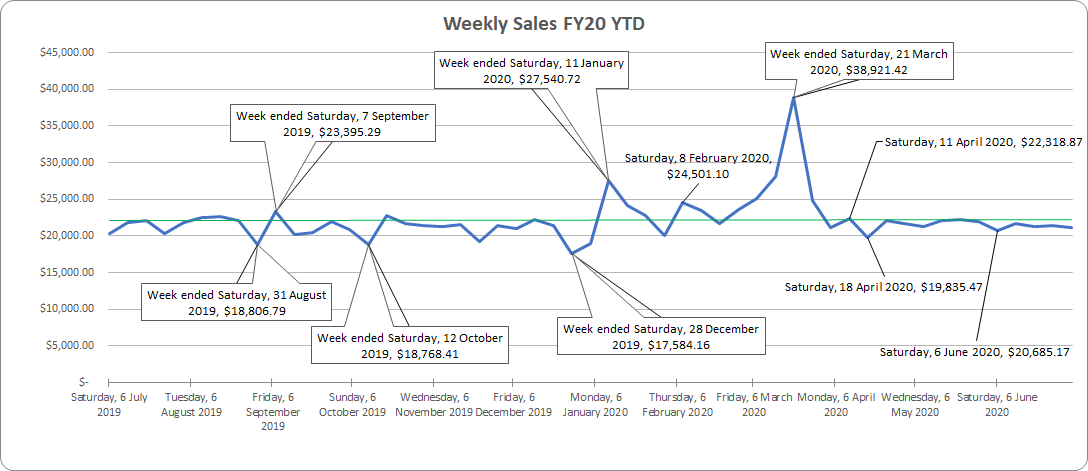 Weekly Sales FY20 YTD
$45,000.00
$40,000.00
$35,000.00
$30,000.00
$25,000.00
$20,000.00
$15,000.00
$10,000.00
$5,000.00
$-
Week ended Saturday, 11 January
2020, $27,540.72
Week ended Saturday, 21 March
2020, $38,921.42
Week ended Saturday, 7 September
2019, $23,395.29
Saturday, 8 February 2020,
$24,501.10
Saturday, 11 April 2020, $22,318.87
Week ended Saturday, 31 August
2019, $18,806.79
Saturday, 18 April 2020, $19,835.47
Week ended Saturday, 12 October
2019, $18,768.41
Week ended Saturday, 28 December
2019, $17,584.16
Saturday, 6 June 2020, $20,685.17
Saturday, 6 July
2019
Tuesday, 6
August 2019
Friday, 6
September
2019
Sunday, 6
October 2019
Wednesday, 6
November 2019
Friday, 6
December 2019
Monday, 6
January 2020
Thursday, 6
February 2020
Friday, 6 March
2020
Monday, 6 April
2020
Wednesday, 6
May 2020
Saturday, 6 June
2020